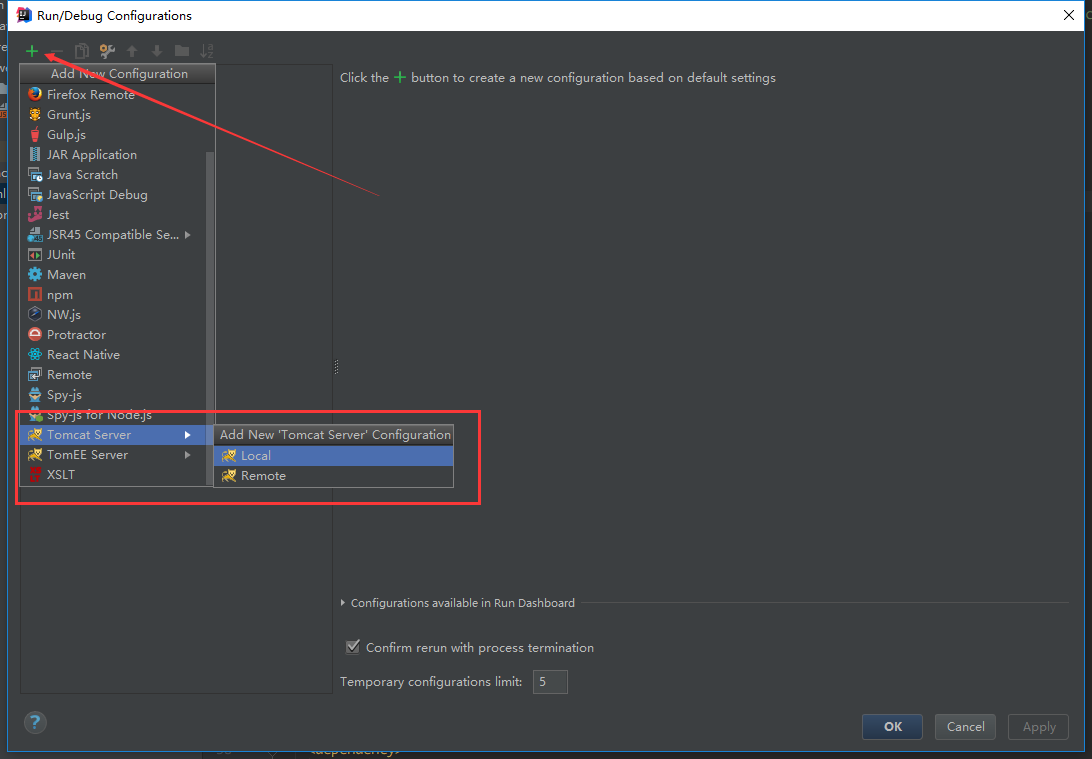 Run/Debug Configurations
Add New Configuration
Click the + button to create a new configuration based on default settings
Firefox Remote
Grunt.js
Gulp.js
JAR Application
Java Scratch
JavaScript Debug
Jest
JSR45 Compatible Se...
JUnit
Maven
npm
NW.js
Protractor
React Native
Remote
Spy-js
Spy-js for Node.js
Tomcat Server
Add New 'Tomcat Server' Configuration
TomEE Server
Local
XSLT
Remote
Configurations available in Run Dashboard
Confirm rerun with process termination
Temporary configurations limit: 5
?
OK
Cancel
Apply